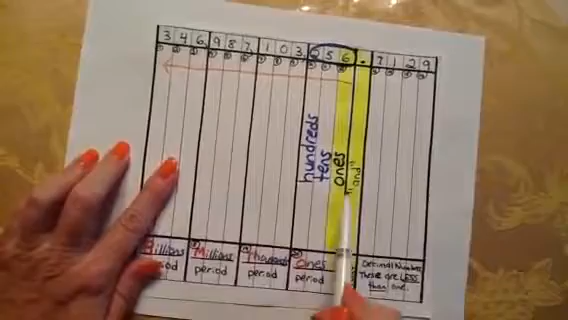 3 4 6, 9 8 7, 1 0 3, 2 5 6 . 7 1 2 9
hundreds
tens
ones
"and"
Billions
period
Millions
period
Thousands
period
Ones
period
Decimal Numbers
These are LESS
than one.